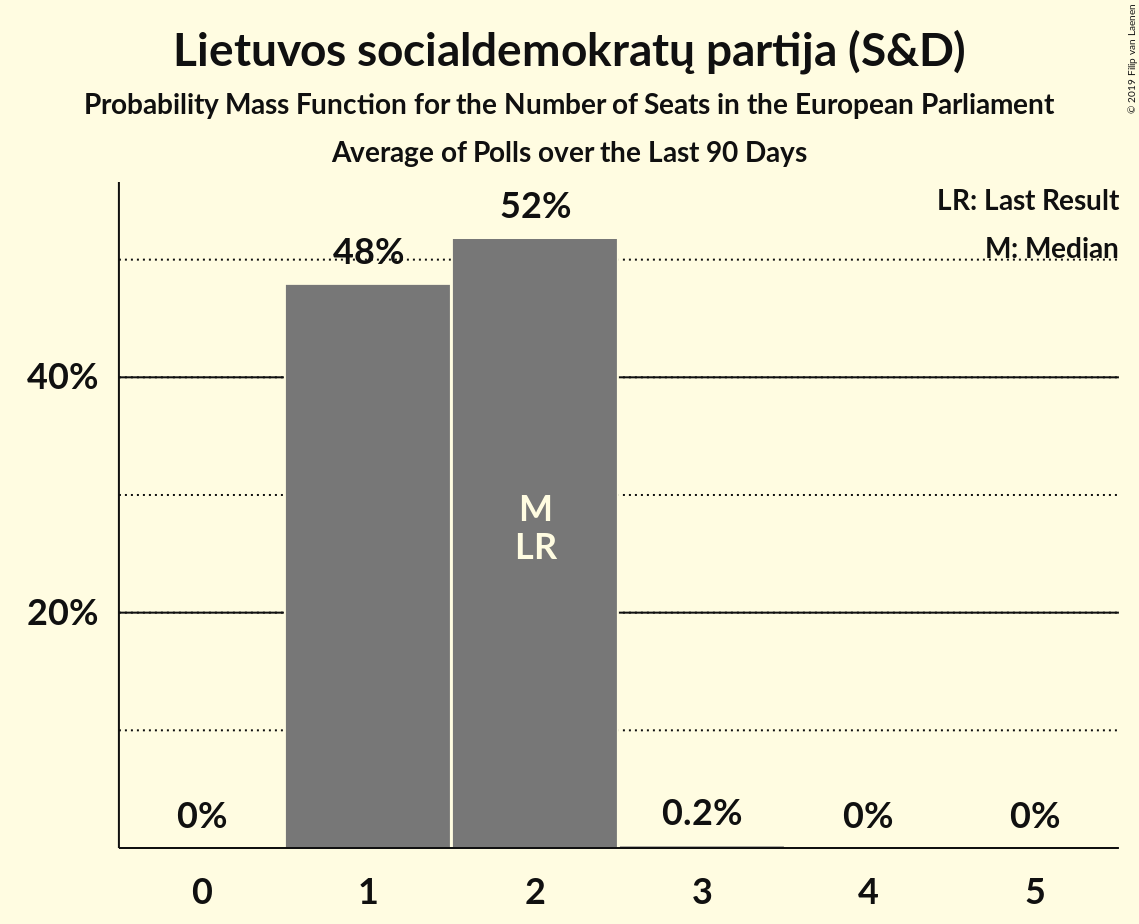 Lietuvos socialdemokratų partija (S&D)
Probability Mass Function for the Number of Seats in the European Parliament
Average of Polls over the Last 90 Days
© 2019 Filip van Laenen
LR: Last Result
M: Median
52%
48%
40%
20%
M
LR
0%
0.2%
0%
0%
0 1 2 3 4 5